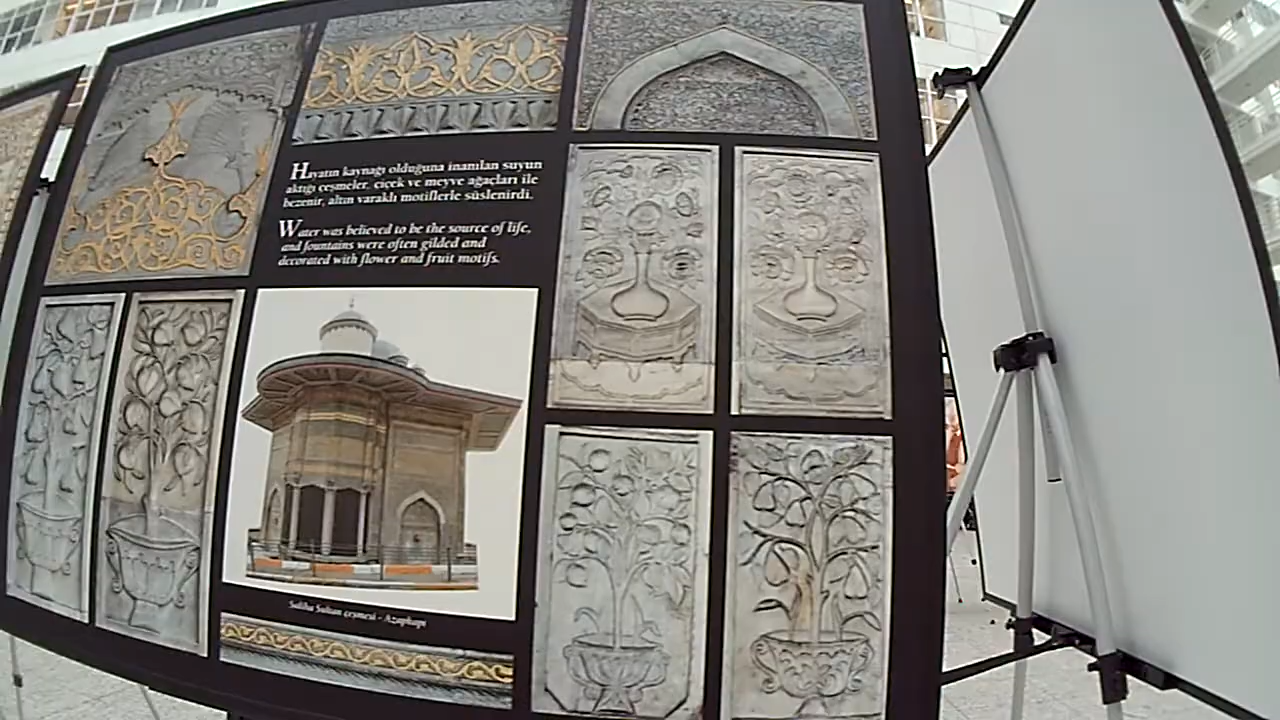 Hayatın kaynağı olduğuna inanılan suyun
aktığı çeşmeler, çiçek ve meyve ağaçları ile
bezenir, altın varaklı motiflerle süslenirdi.
Water was believed to be the source of life,
and fountains were often gilded and
decorated with flower and fruit motifs.
Saliha Sultan çeşmesi - Azapkapı